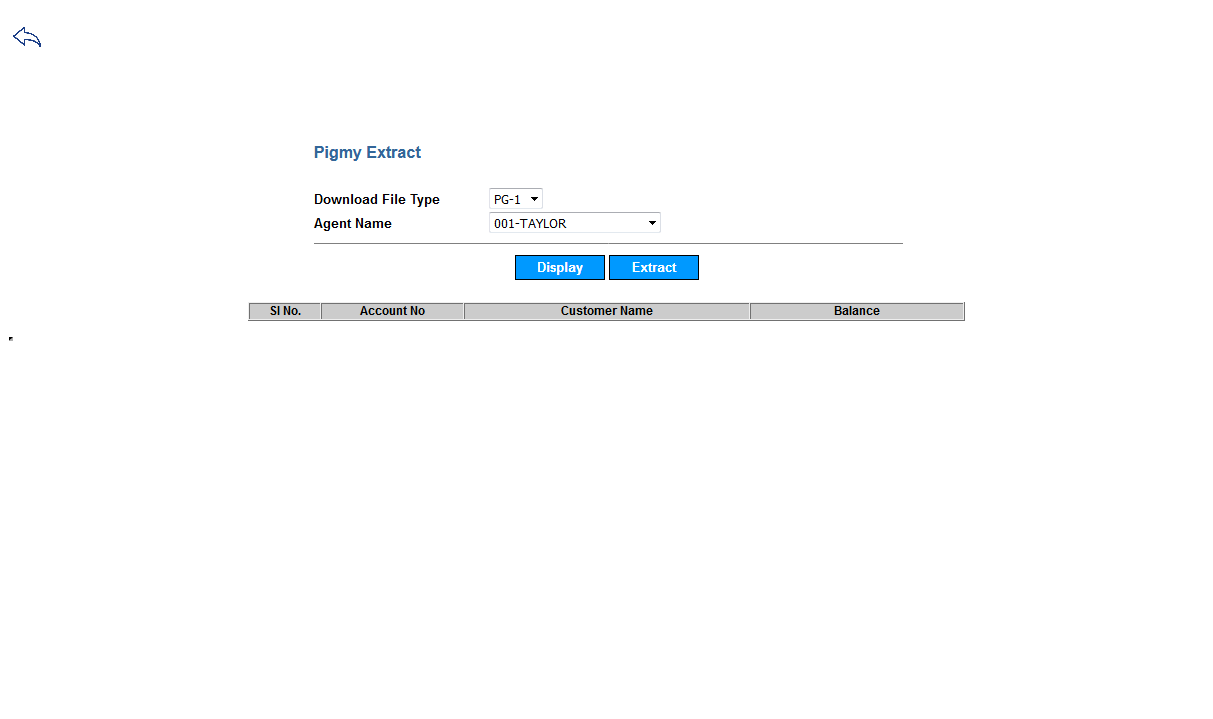 Pigmy Extract
Download File Type PG-1
Agent Name 001-TAYLOR
Display Extract
Sl No. Account No Customer Name Balance